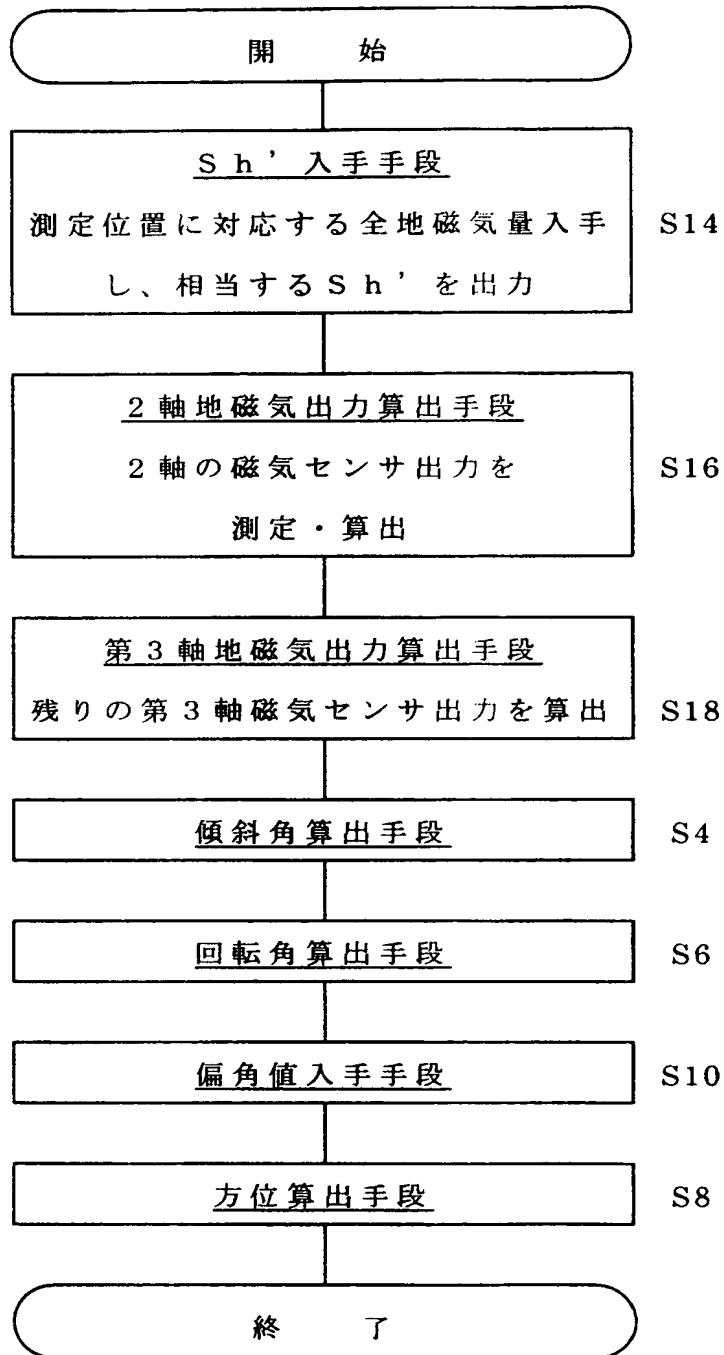 開 始
Sh’入手手段
測定位置に対応する全地磁気量入手
し、相当するSh’を出力
S14
2軸地磁気出力算出手段
2軸の磁気センサ出力を
測定・算出
S16
第3軸地磁気出力算出手段
残りの第3軸磁気センサ出力を算出
S18
傾斜角算出手段
S4
回転角算出手段
S6
偏角値入手手段
S10
方位算出手段
S8
終 了